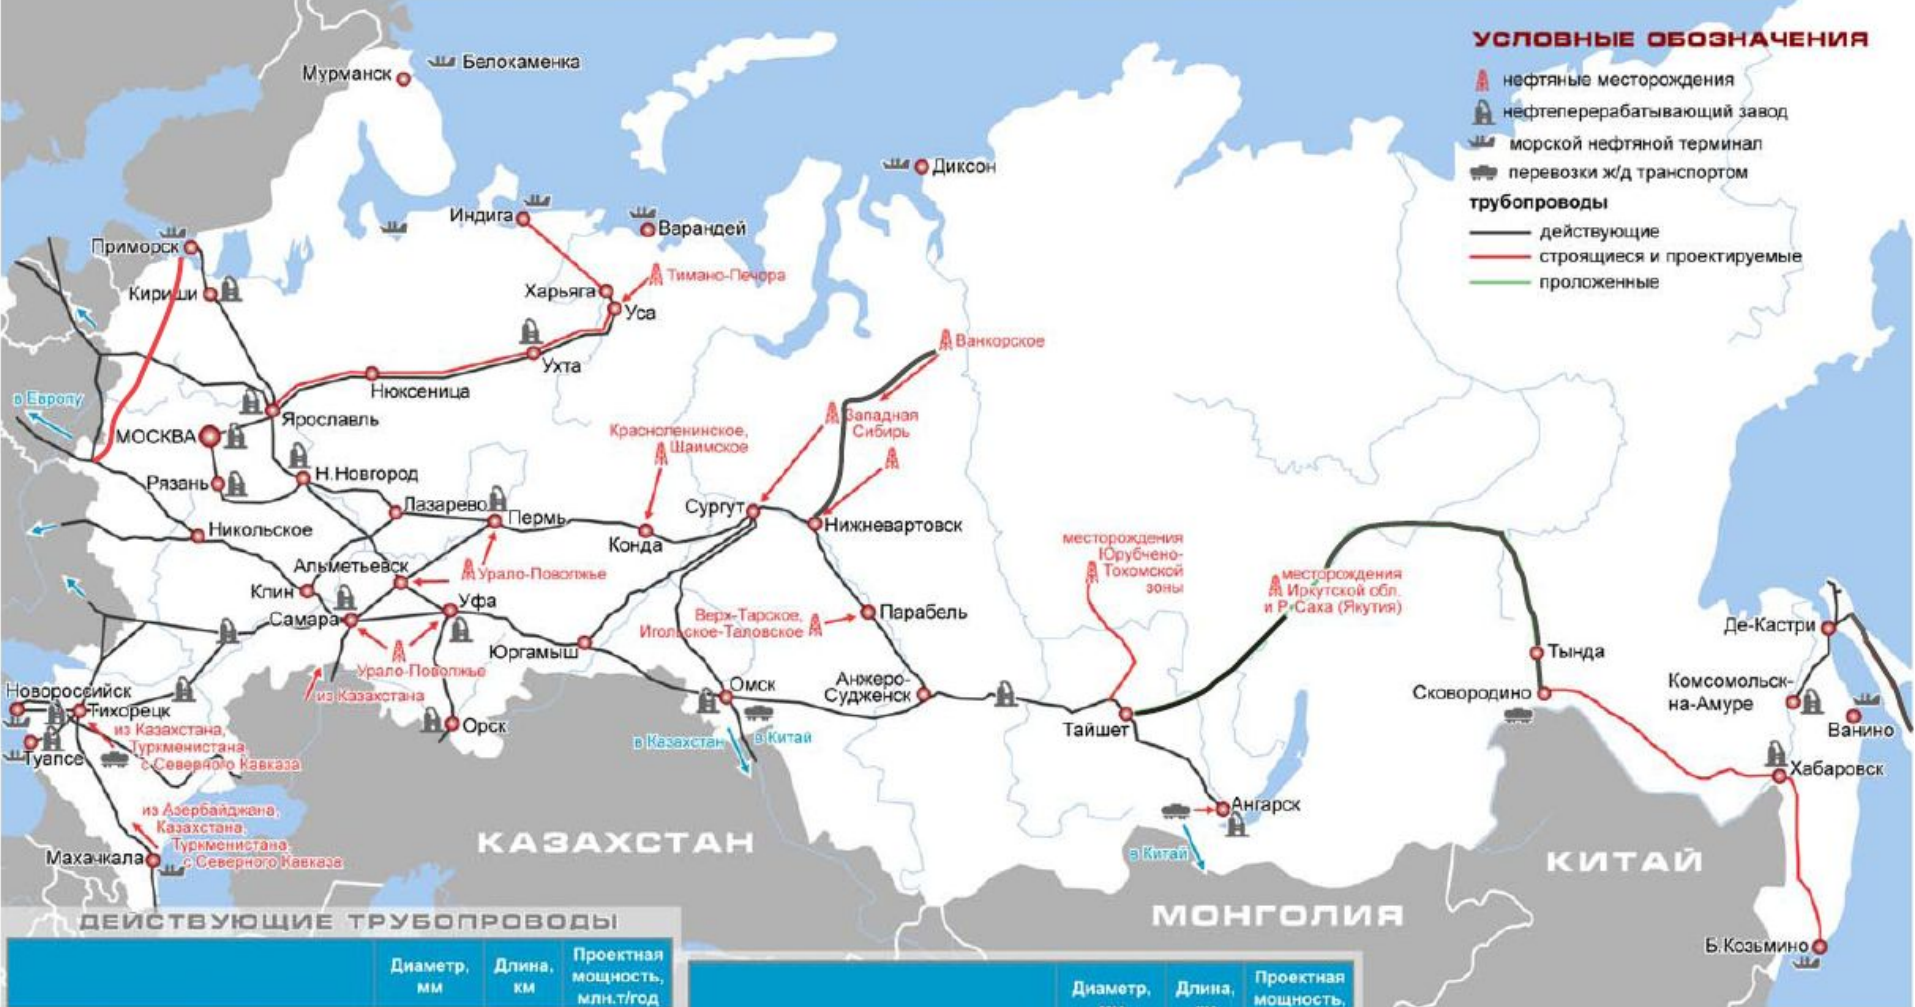 УСЛОВНЫЕ ОБОЗНАЧЕНИЯ
нефтяные месторождения
нефтеперерабатывающий завод
морской нефтяной терминал
перевозки ж/д транспортом
трубопроводы
действующие
строящиеся и проектируемые
проложенные
Белокаменка
Мурманск
Диксон
Индига
Варандей
Приморск
Тимано-Печора
Кириши
Харьяга
Уса
Ванкорское
Ухта
Нюксеница
в Европу
Ярославль
Западная
Сибирь
МОСКВА
Красноленинское,
Шаимское
Н.Новгород
Рязань
Лазарево
Пермь
Сургут
Нижневартовск
Никольское
Конда
месторождения
Юрубчено-
Тохомской
зоны
Альметьевск
Урало-Поволжье
месторождения
Иркутской обл.
и Р. Саха (Якутия)
Клин
Уфа
Самара
Верх-Тарское,
Игольское-Таловское
Парабель
Де-Кастри
Юргамыш
Тында
Урало-Поволжье
из Казахстана
Омск
Анжеро-
Судженск
Сковородино
Комсомольск-
на-Амуре
Новороссийск
Тихорецк
Орск
Тайшет
Ванино
из Казахстана,
Туркменистана,
с Северного Кавказа
в Казахстан
в Китай
Туапсе
Хабаровск
Ангарск
из Азербайджана,
Казахстана,
Туркменистана,
с Северного Кавказа
Махачкала
КАЗАХСТАН
в Китай
КИТАЙ
МОНГОЛИЯ
Б.Козьмино
ДЕЙСТВУЮЩИЕ ТРУБОПРОВОДЫ
Диаметр,
мм
Длина,
км
Проектная
мощность,
млн.т/год
Диаметр,
Длина,
Проектная
мощность,